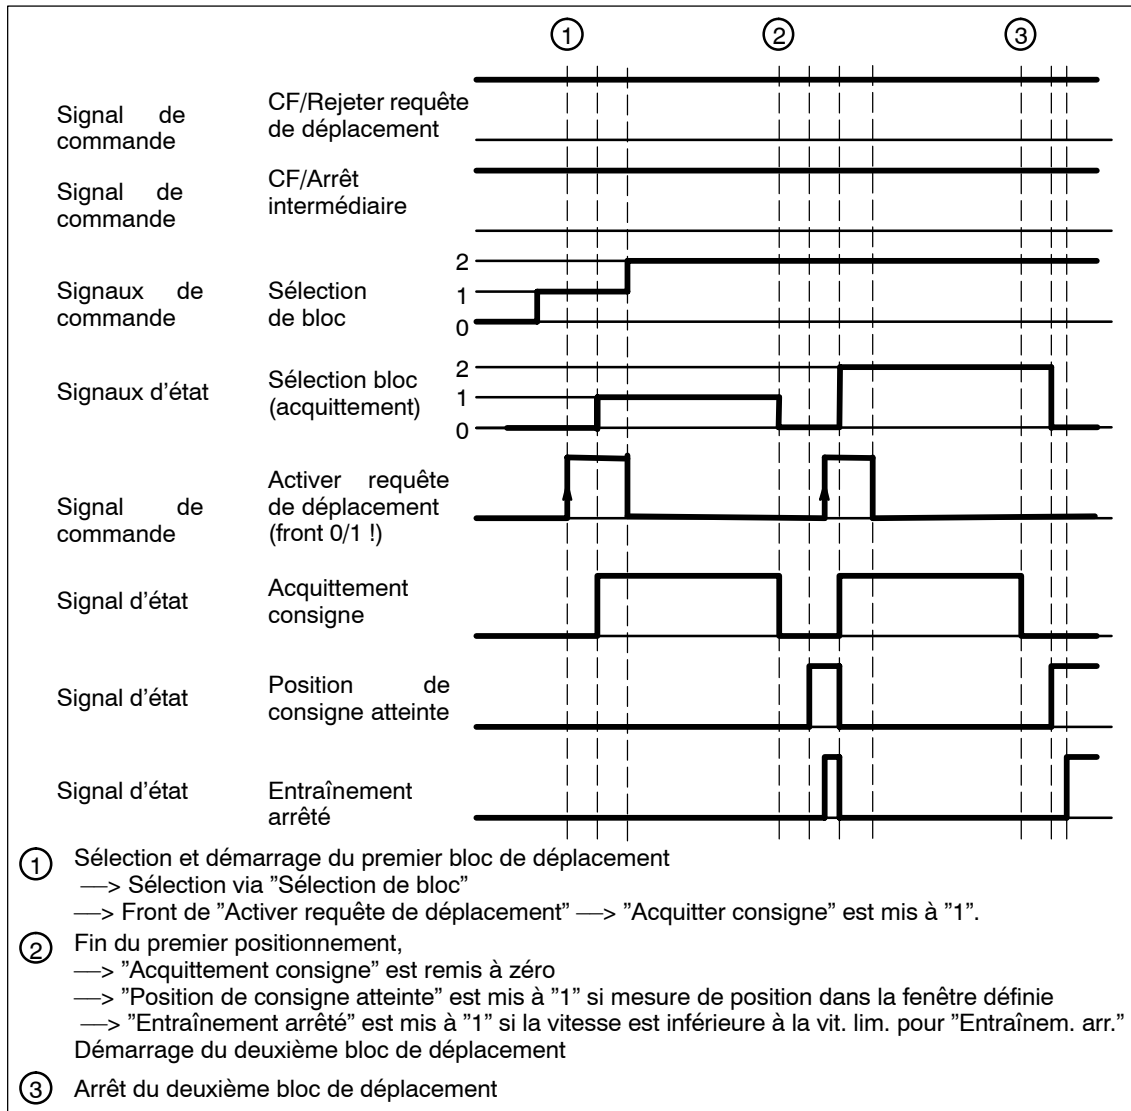 1 2 3
Signal de commande
CF/Rejeter requête
de déplacement
Signal de commande
CF/Arrêt
intermédiaire
Signaux de commande
Sélection
de bloc
2
1
0
Signaux d’état
Sélection bloc
(acquittement)
2
1
0
Signal de commande
Activer requête
de déplacement
(front 0/1 !)
Signal d’état
Acquittement
consigne
Signal d’état
Position de
consigne atteinte
Signal d’état
Entraînement
arrêté
1 Sélection et démarrage du premier bloc de déplacement
—> Sélection via ”Sélection de bloc”
—> Front de ”Activer requête de déplacement” —> ”Acquitter consigne” est mis à ”1”.
2 Fin du premier positionnement,
—> ”Acquittement consigne” est remis à zéro
—> ”Position de consigne atteinte” est mis à ”1” si mesure de position dans la fenêtre définie
—> ”Entraînement arrêté” est mis à ”1” si la vitesse est inférieure à la vit. lim. pour ”Entraînem. arr.”
Démarrage du deuxième bloc de déplacement
3 Arrêt du deuxième bloc de déplacement